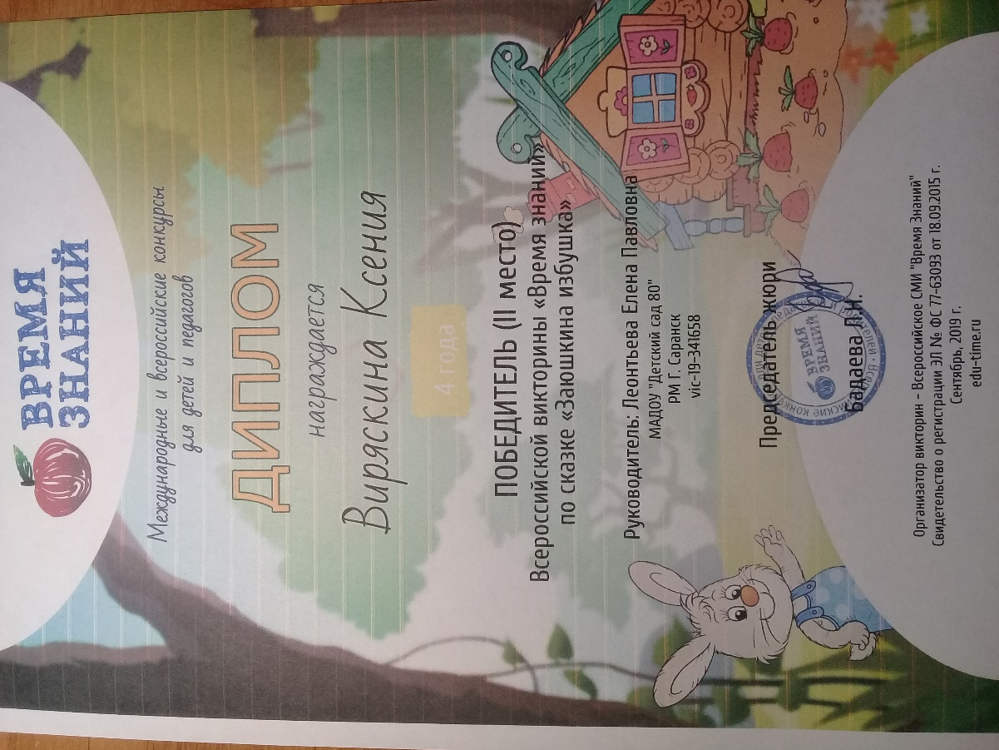 ВРЕМЯ
ЗНАНИЙ
Международные и всероссийские конкурсы
для детей и педагогов
ДИПЛОМ
награждается
Виряскина Ксения
4 года
ПОБЕДИТЕЛЬ (II место)
Всероссийской викторины «Время знаний»
по сказке «Заюшкина избушка»
Руководитель: Леонтьева Елена Павловна
МАДОУ "Детский сад 80"
РМ Г. Саранск
vic-19-341658
Председатель жюри
ВРЕМЯ
ЗНАНИЙ
Бадаева Л.Н.
Организатор викторин - Всероссийское СМИ "Время Знаний"
Свидетельство о регистрации ЭЛ № ФС 77-63093 от 18.09.2015 г.
Сентябрь, 2019 г.
edu-time.ru